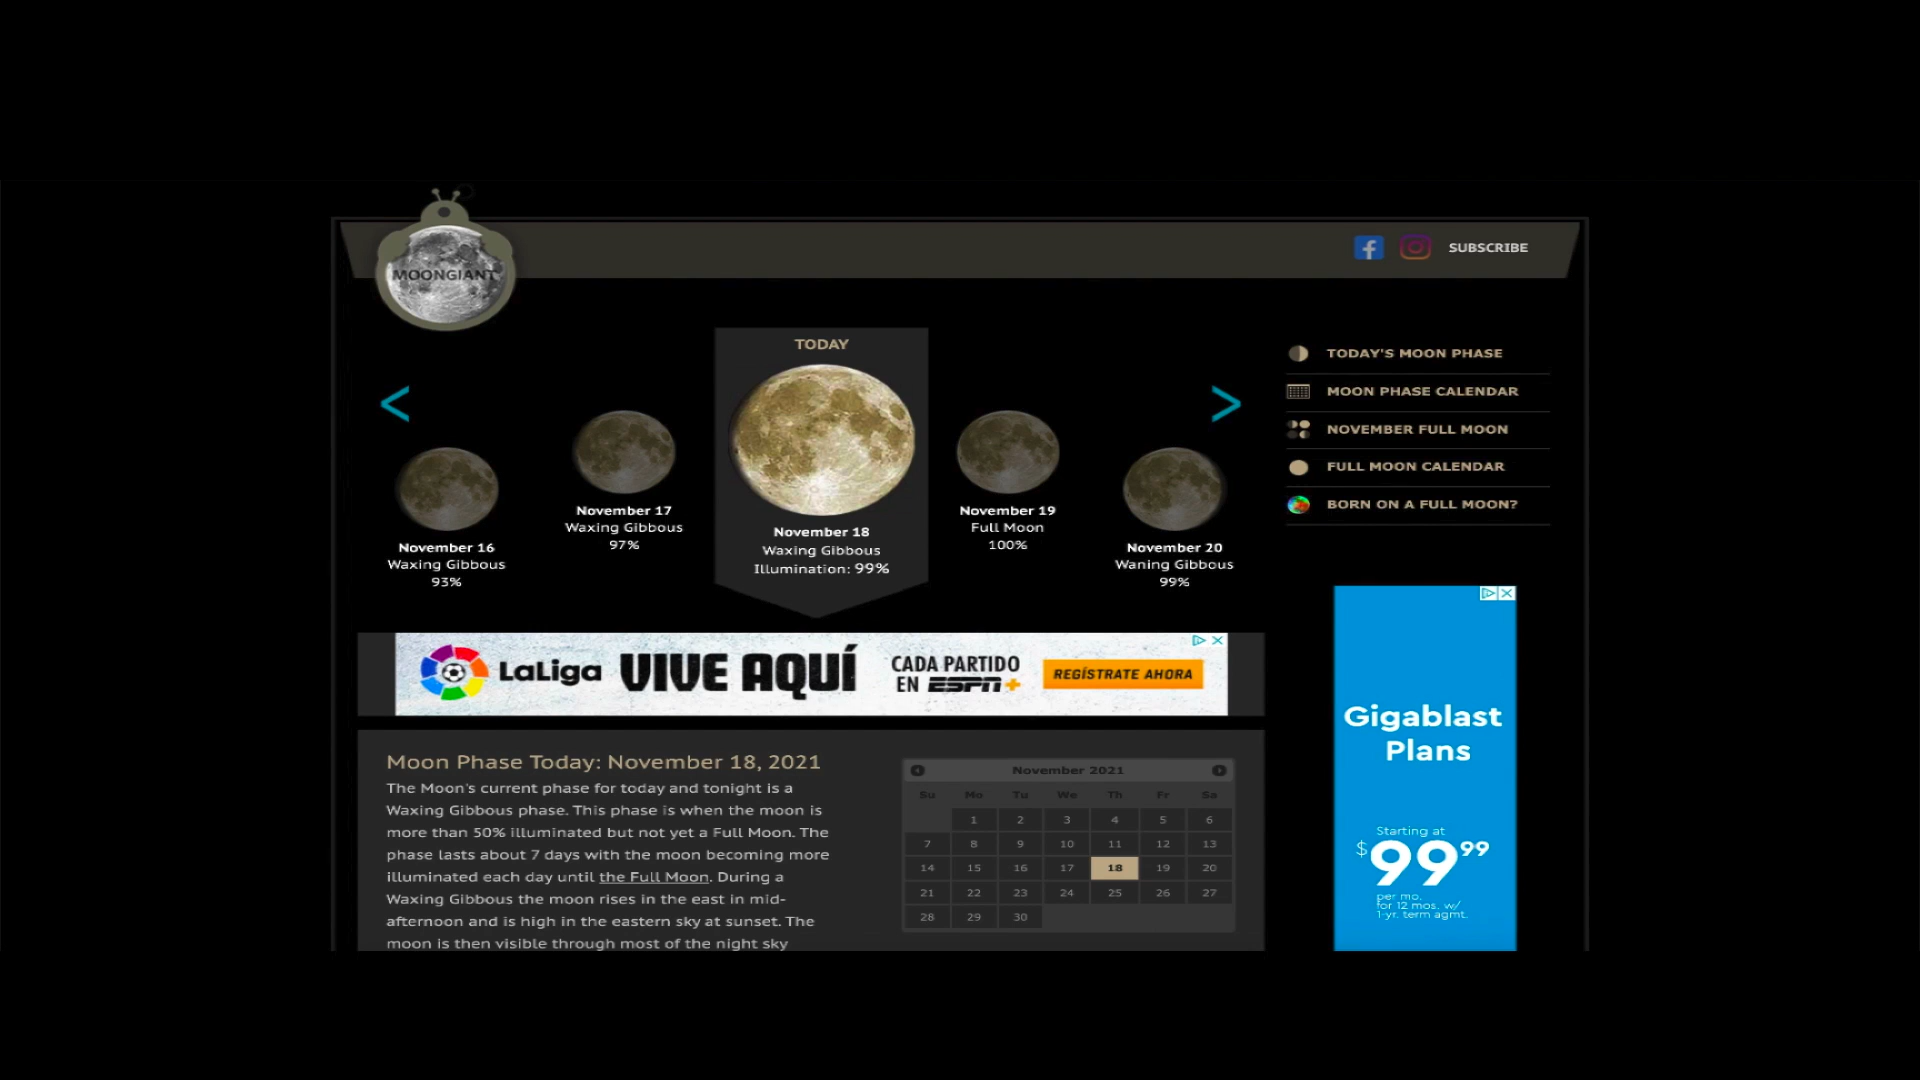 MOONGIANT
SUBSCRIBE
TODAY
November 16
Waxing Gibbous
93%
November 17
Waxing Gibbous
97%
November 18
Waxing Gibbous
Illumination: 99%
November 19
Full Moon
100%
November 20
Waning Gibbous
99%
TODAY'S MOON PHASE
MOON PHASE CALENDAR
NOVEMBER FULL MOON
FULL MOON CALENDAR
BORN ON A FULL MOON?
LaLiga VIVE AQUÍ
CADA PARTIDO
EN ESPN+
REGÍSTRATE AHORA
Moon Phase Today: November 18, 2021
The Moon's current phase for today and tonight is a
Waxing Gibbous phase. This phase is when the moon is
more than 50% illuminated but not yet a Full Moon. The
phase lasts about 7 days with the moon becoming more
illuminated each day until the Full Moon. During a
Waxing Gibbous the moon rises in the east in mid-
afternoon and is high in the eastern sky at sunset. The
moon is then visible through most of the night sky
November 2021
Su Mo Tu We Th Fr Sa
1 2 3 4 5 6
7 8 9 10 11 12 13
14 15 16 17 18 19 20
21 22 23 24 25 26 27
28 29 30
Gigablast
Plans
Starting at
$99.99
per mo.
for 12 mos. w/
1-yr. term agmt.